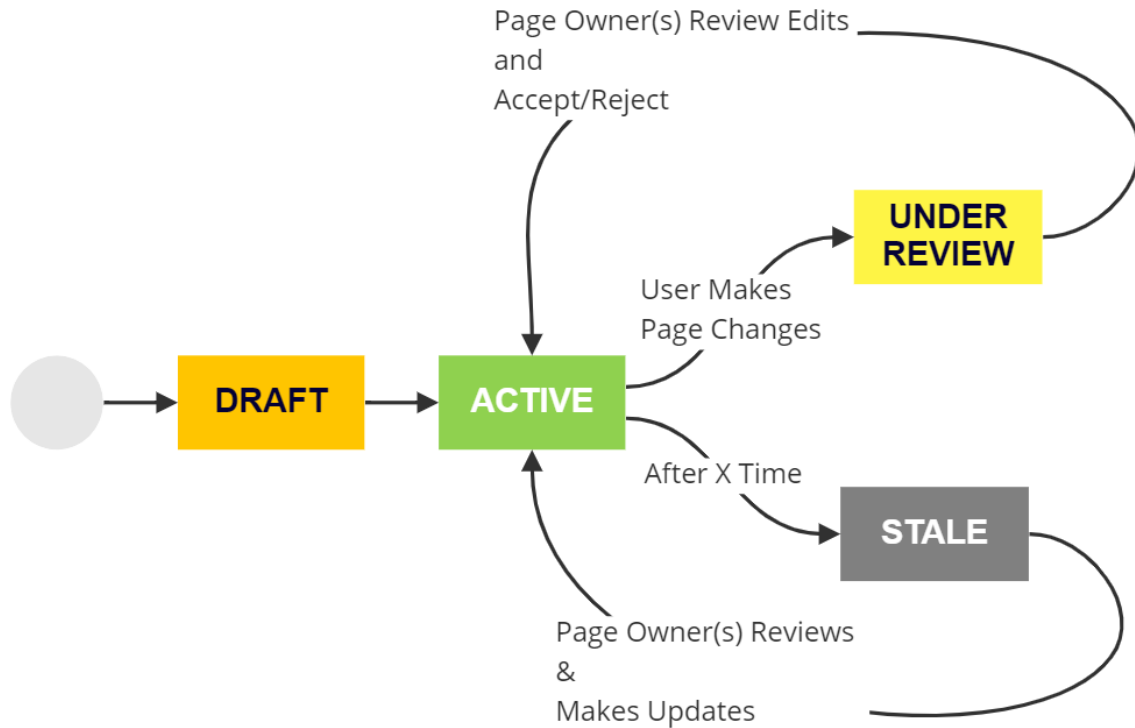 Page Owner(s) Review Edits
and
Accept/Reject
UNDER
REVIEW
User Makes
Page Changes
DRAFT
ACTIVE
After X Time
STALE
Page Owner(s) Reviews
&
Makes Updates